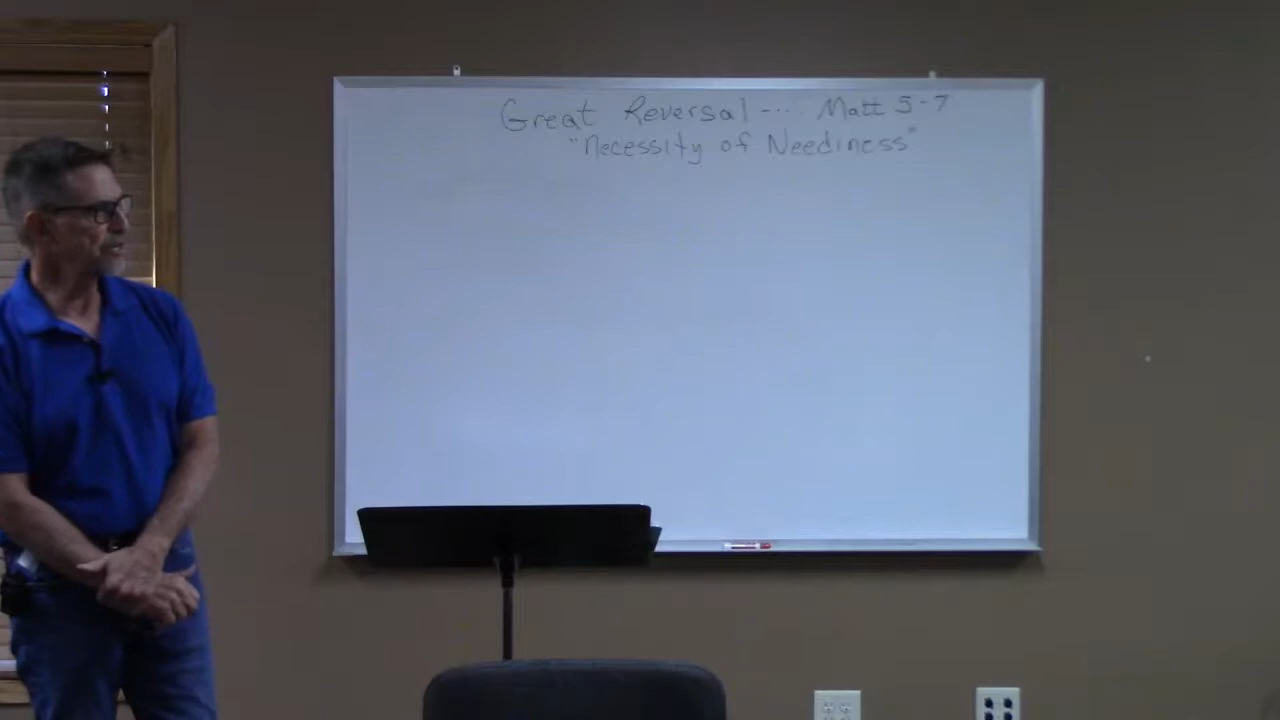 Great Reversal ---- Matt 5-7
"Necessity of Neediness"